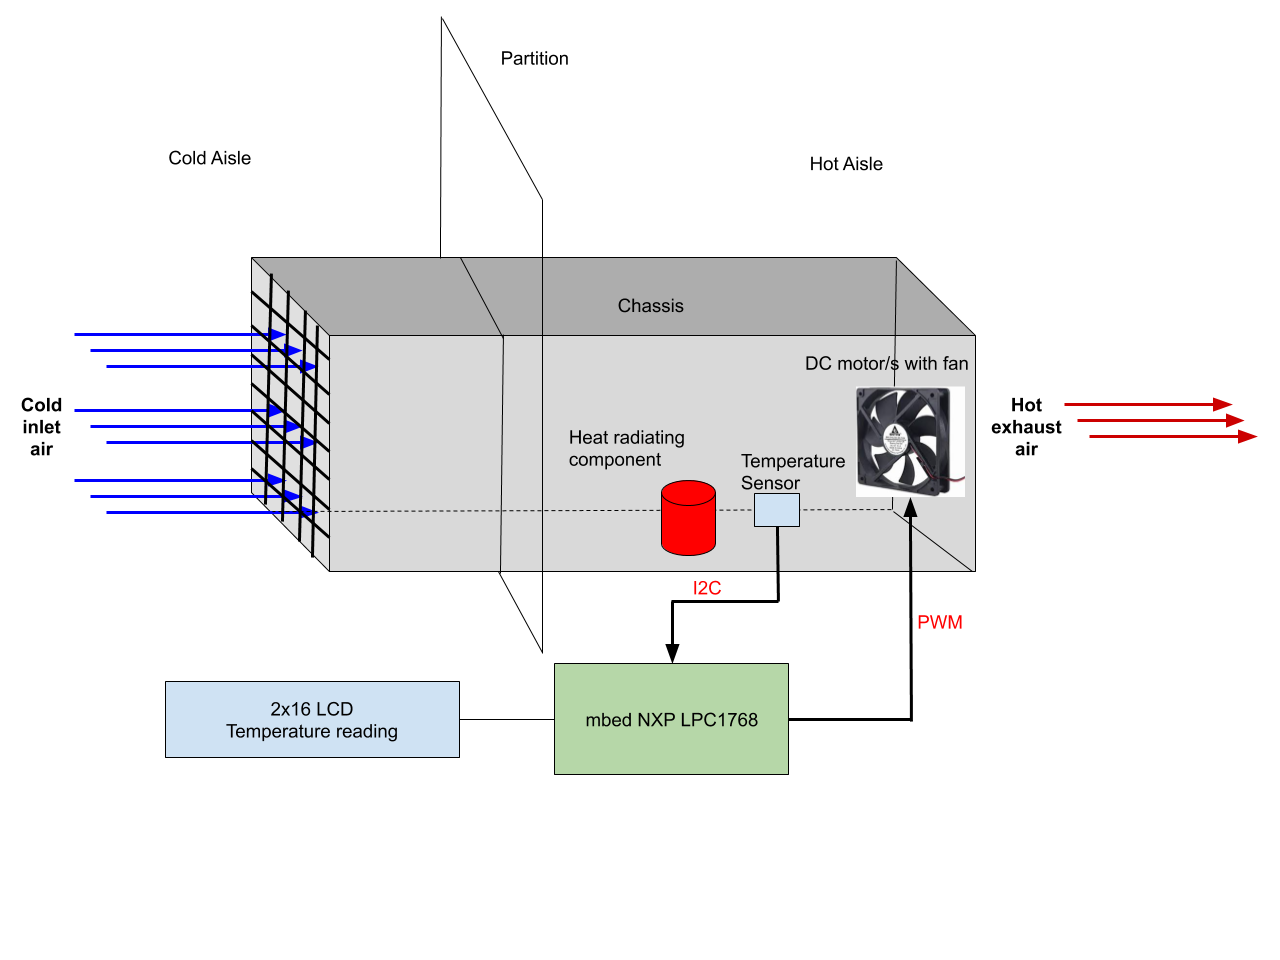 Partition
Cold Aisle
Hot Aisle
Chassis
DC motor/s with fan
Cold
inlet
air
Hot
exhaust
air
Heat radiating
component
Temperature
Sensor
I2C
PWM
2x16 LCD
Temperature reading
mbed NXP LPC1768